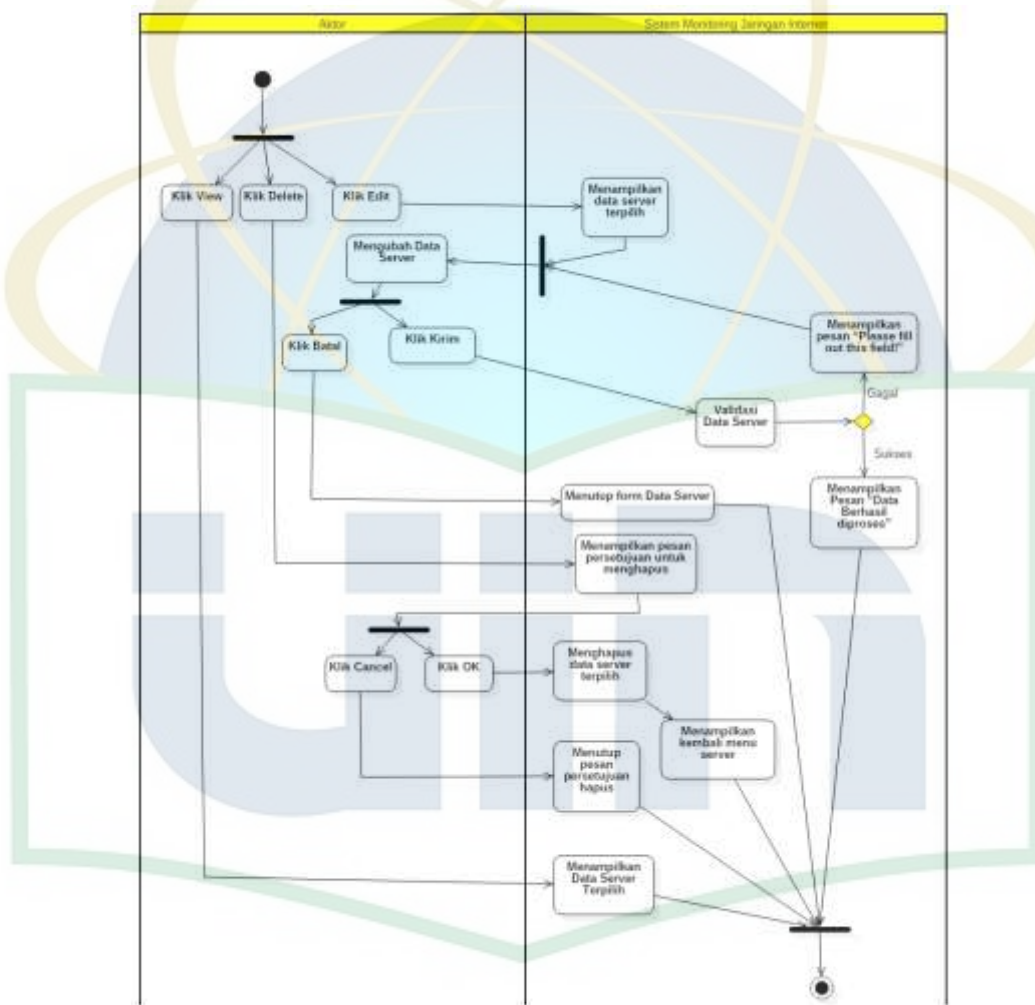 Aktor
Sistem Monitoring Jaringan Internet
Klik View
Klik Delete
Klik Edit
Menampilkan
data server
terpilih
Mengubah Data
Server
Klik Batal
Klik Kirim
Menampilkan
pesan "Please fill
out this field!"
Gagal
Validasi
Data Server
Sukses
Menampilkan
Pesan "Data
Berhasil
diproses"
Menutop form Data Server
Menampilkan pesan
persetujuan untuk
menghapus
Klik Cancel
Klik OK
Menghapus
data server
terpilih
Menampilkan
kembali menu
server
Menutup
pesan
persetujuan
hapus
Menampilkan
Data Server
Terpilih
uin